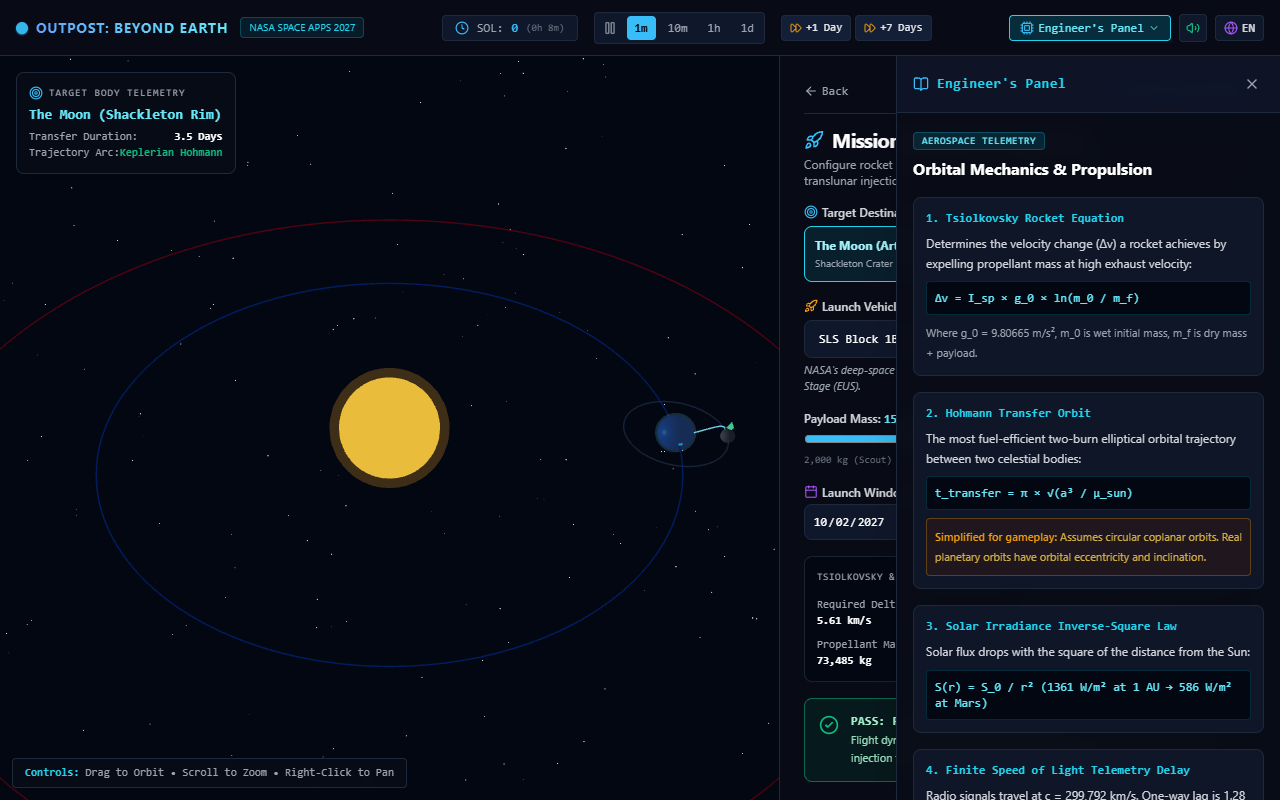 OUTPOST: BEYOND EARTH
NASA SPACE APPS 2027
SOL: 0 (0h 8m)
1m
10m
1h
1d
+1 Day
+7 Days
Engineer's Panel
EN
TARGET BODY TELEMETRY
The Moon (Shackleton Rim)
Transfer Duration: 3.5 Days
Trajectory Arc:Keplerian Hohmann
Controls: Drag to Orbit • Scroll to Zoom • Right-Click to Pan
Back
Mission
Configure rocket
translunar injectio
Target Destina
The Moon (Art
Shackleton Crater
Launch Vehicl
SLS Block 1B
NASA's deep-space
Stage (EUS).
Payload Mass: 15
2,000 kg (Scout)
Launch Windo
10/02/2027
TSIOLKOVSKY &
Required Delt
5.61 km/s
Propellant Ma
73,485 kg
PASS:
Flight dyn
injection
Engineer's Panel
AEROSPACE TELEMETRY
Orbital Mechanics & Propulsion
1. Tsiolkovsky Rocket Equation
Determines the velocity change (Δv) a rocket achieves by
expelling propellant mass at high exhaust velocity:
Δv = I_sp × g_0 × ln(m_0 / m_f)
Where g_0 = 9.80665 m/s², m_0 is wet initial mass, m_f is dry mass
+ payload.
2. Hohmann Transfer Orbit
The most fuel-efficient two-burn elliptical orbital trajectory
between two celestial bodies:
t_transfer = π × √(a³ / μ_sun)
Simplified for gameplay: Assumes circular coplanar orbits. Real
planetary orbits have orbital eccentricity and inclination.
3. Solar Irradiance Inverse-Square Law
Solar flux drops with the square of the distance from the Sun:
S(r) = S_0 / r² (1361 W/m² at 1 AU → 586 W/m²
at Mars)
4. Finite Speed of Light Telemetry Delay
Radio signals travel at c = 299,792 km/s. One-way lag is 1.28